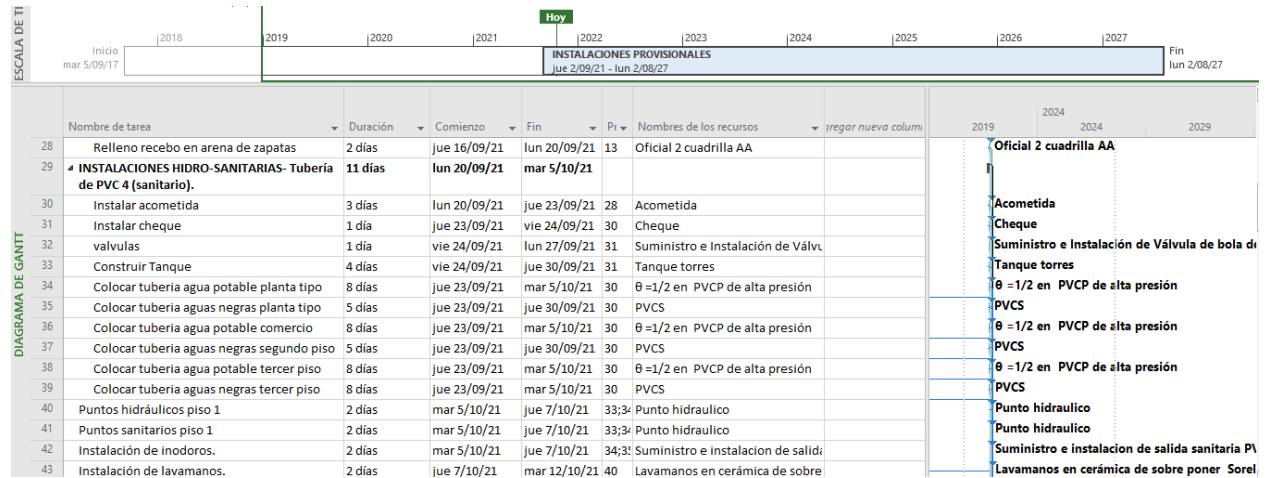 ESCALA DE TI
Hoy
2018 2019 2020 2021 2022 2023 2024 2025 2026 2027
Inicio
mar 5/09/17
INSTALACIONES PROVISIONALES
jue 2/09/21 - lun 2/08/27
Fin
lun 2/08/27
DIAGRAMA DE GANTT
Nombre de tarea Duración Comienzo Fin Nombres de los recursos
2024
2019 2024 2029
28 Relleno recebo en arena de zapatas 2 días jue 16/09/21 lun 20/09/21 13 Oficial 2 cuadrilla AA Oficial 2 cuadrilla AA
29 INSTALACIONES HIDRO-SANITARIAS- Tubería 11 días lun 20/09/21 mar 5/10/21
de PVC 4 (sanitario).
30 Instalar acometida 3 días lun 20/09/21 jue 23/09/21 28 Acometida Acometida
31 Instalar cheque 1 día jue 23/09/21 vie 24/09/21 30 Cheque Cheque
32 valvulas 1 día vie 24/09/21 lun 27/09/21 31 Suministro e Instalación de Válvu Suministro e Instalación de Válvula de bola de
33 Construir Tanque 4 días vie 24/09/21 jue 30/09/21 31 Tanque torres Tanque torres
34 Colocar tuberia agua potable planta tipo 8 días jue 23/09/21 mar 5/10/21 30 θ =1/2 en PVCP de alta presión θ =1/2 en PVCP de alta presión
35 Colocar tuberia aguas negras planta tipo 5 días jue 23/09/21 jue 30/09/21 30 PVCS PVCS
36 Colocar tuberia agua potable comercio 8 días jue 23/09/21 mar 5/10/21 30 θ =1/2 en PVCP de alta presión θ =1/2 en PVCP de alta presión
37 Colocar tuberia aguas negras segundo piso 5 días jue 23/09/21 jue 30/09/21 30 PVCS PVCS
38 Colocar tuberia agua potable tercer piso 8 días jue 23/09/21 mar 5/10/21 30 θ =1/2 en PVCP de alta presión θ =1/2 en PVCP de alta presión
39 Colocar tuberia aguas negras tercer piso 8 días jue 23/09/21 mar 5/10/21 30 PVCS PVCS
40 Puntos hidráulicos piso 1 2 días mar 5/10/21 jue 7/10/21 33;34 Punto hidraulico Punto hidraulico
41 Puntos sanitarios piso 1 2 días mar 5/10/21 jue 7/10/21 33;34 Punto hidraulico Punto hidraulico
42 Instalación de inodoros. 2 días mar 5/10/21 jue 7/10/21 34;35 Suministro e instalacion de salida Suministro e instalacion de salida sanitaria PV
43 Instalación de lavamanos. 2 días jue 7/10/21 mar 12/10/21 40 Lavamanos en cerámica de sobre Lavamanos en cerámica de sobre poner Sorel